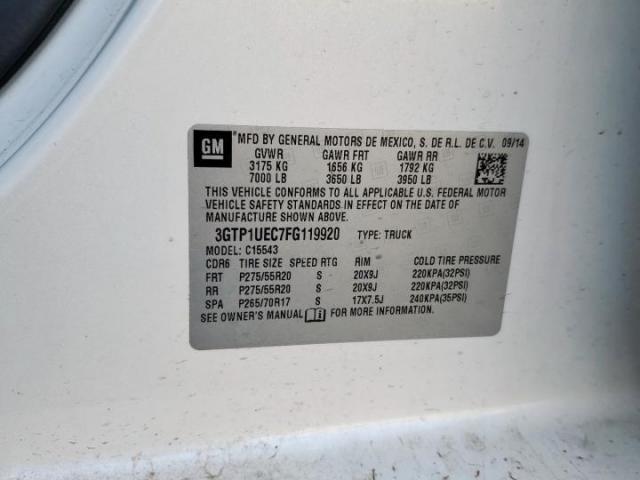 GM MFD BY GENERAL MOTORS DE MEXICO, S. DE R.L. DE C.V. 09/14
GVWR GAWR FRT GAWR RR
3175 KG 1656 KG 1792 KG
7000 LB 3650 LB 3950 LB
THIS VEHICLE CONFORMS TO ALL APPLICABLE U.S. FEDERAL MOTOR
VEHICLE SAFETY STANDARDS IN EFFECT ON THE DATE OF
MANUFACTURE SHOWN ABOVE.
3GTP1UEC7FG119920 TYPE: TRUCK
MODEL: C15543
CDR6 TIRE SIZE SPEED RTG RIM COLD TIRE PRESSURE
FRT P275/55R20 S 20X9J 220KPA(32PSI)
RR P275/55R20 S 20X9J 220KPA(32PSI)
SPA P265/70R17 S 17X7.5J 240KPA(35PSI)
SEE OWNER'S MANUAL FOR MORE INFORMATION.